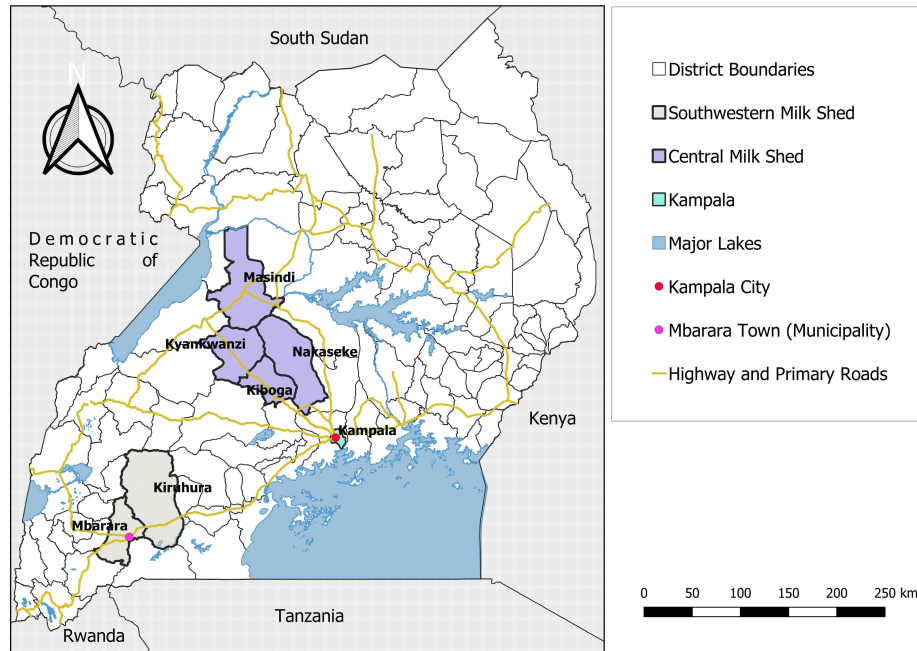 South Sudan
N
Democratic
Republic of
Congo
Masindi
Kyankwanzi
Nakaseke
Kiboga
Kampala
Kenya
Kiruhura
Mbarara
Tanzania
Rwanda
District Boundaries
Southwestern Milk Shed
Central Milk Shed
Kampala
Major Lakes
Kampala City
Mbarara Town (Municipality)
Highway and Primary Roads
0 50 100 150 200 250 km